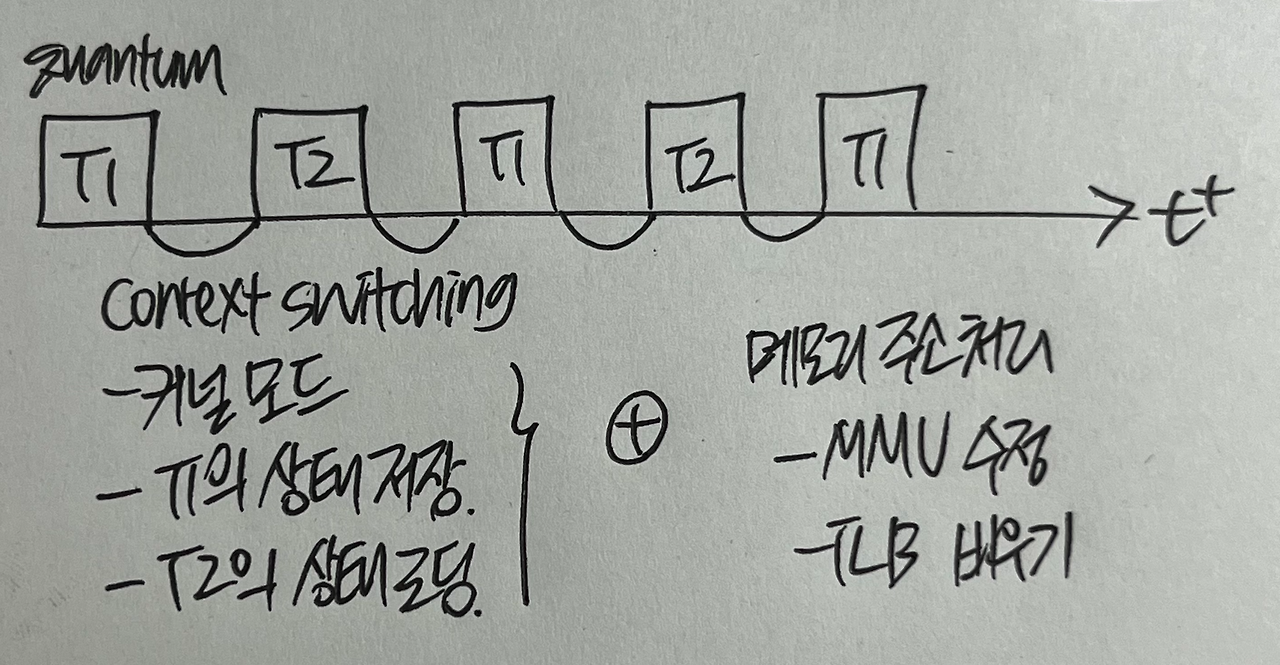 quantum
T1 T2 T1 T2 T1
t+
Context switching
-커널 모드
- T1의 상태 저장.
- T2의 상태 로딩.
+
메모리 주소 처리
- MMU 수정
- TLB 비우기